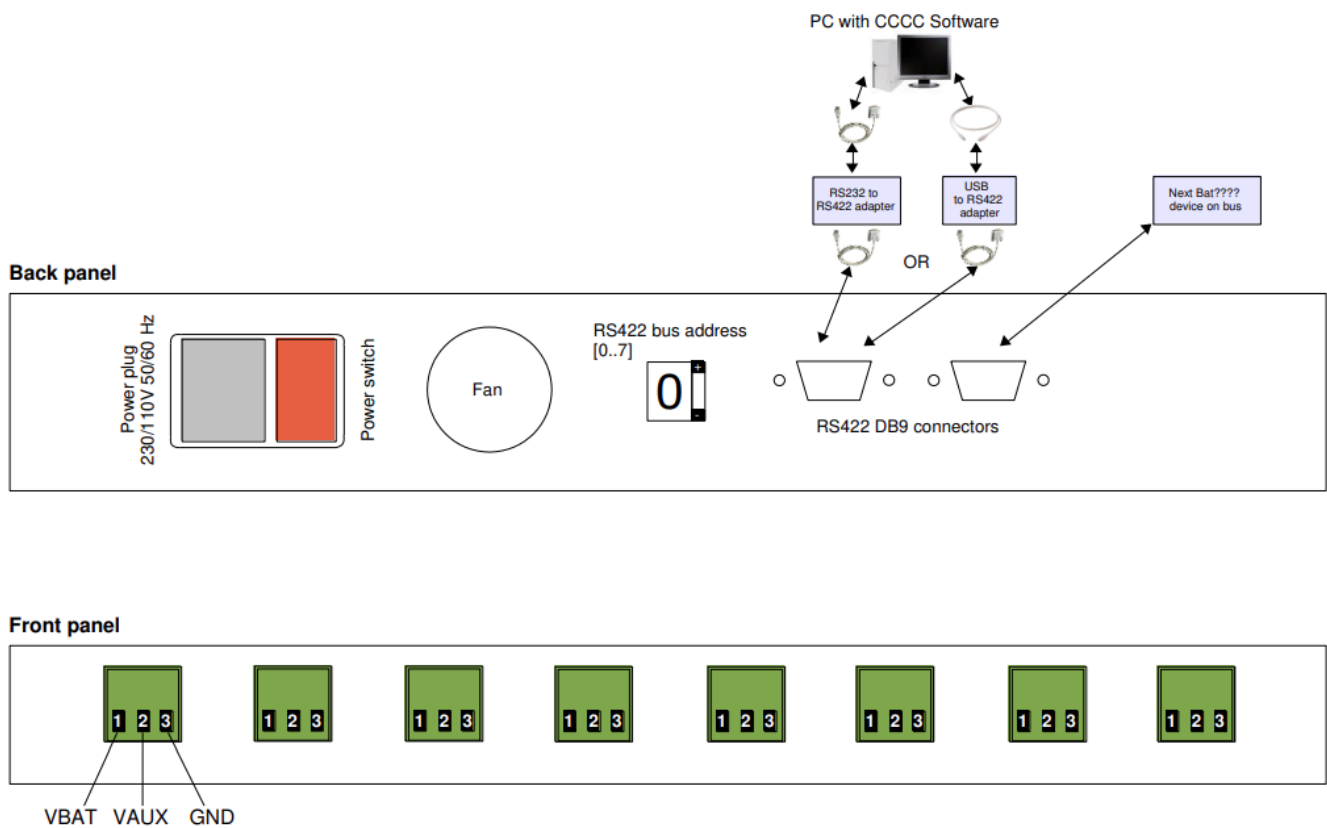 PC with CCCC Software
RS232 to
RS422 adapter
USB
to RS422
adapter
Next Bat????
device on bus
OR
Back panel
Power plug
230/110V 50/60 Hz
Power switch
Fan
RS422 bus address
[0..7]
0
+
-
RS422 DB9 connectors
Front panel
1 2 3
1 2 3
1 2 3
1 2 3
1 2 3
1 2 3
1 2 3
1 2 3
VBAT VAUX GND